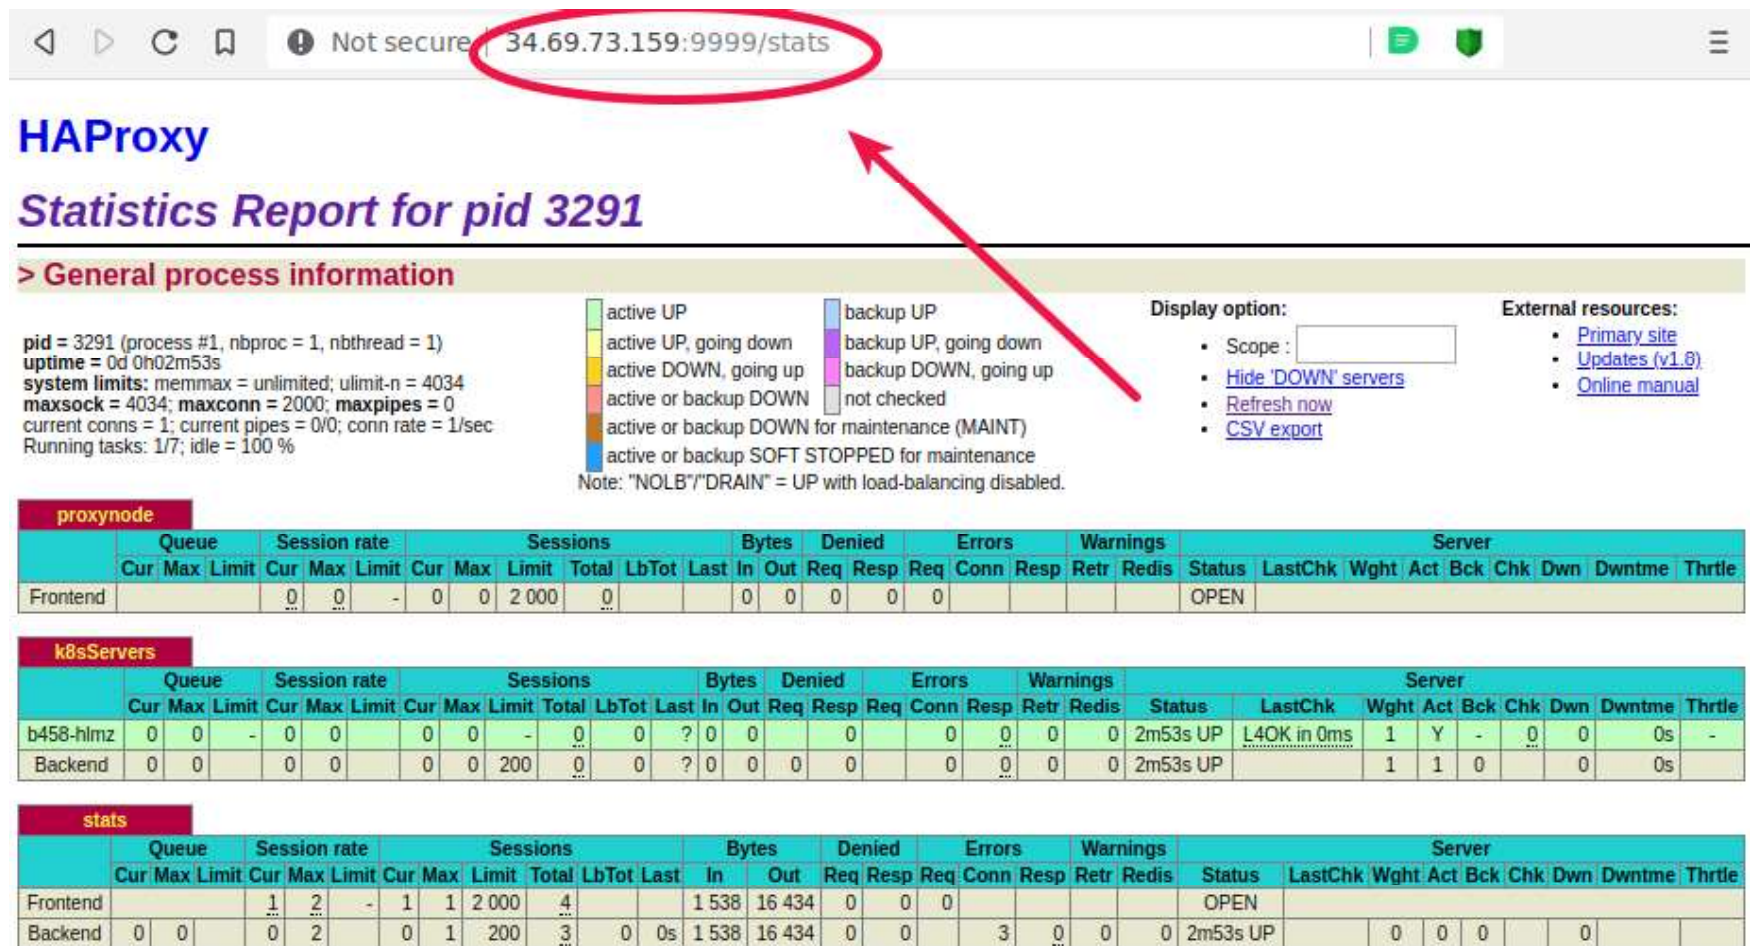 Not secure | 34.69.73.159:9999/stats
HAProxy
Statistics Report for pid 3291
> General process information
pid = 3291 (process #1, nbproc = 1, nbthread = 1)
uptime = 0d 0h02m53s
system limits: memmax = unlimited; ulimit-n = 4034
maxsock = 4034; maxconn = 2000; maxpipes = 0
current conns = 1; current pipes = 0/0; conn rate = 1/sec
Running tasks: 1/7; idle = 100 %
active UP backup UP
active UP, going down backup UP, going down
active DOWN, going up backup DOWN, going up
active or backup DOWN not checked
active or backup DOWN for maintenance (MAINT)
active or backup SOFT STOPPED for maintenance
Note: "NOLB"/"DRAIN" = UP with load-balancing disabled.
Display option:
• Scope :
• Hide 'DOWN' servers
• Refresh now
• CSV export
External resources:
• Primary site
• Updates (v1.8)
• Online manual
proxynode
Queue Session rate Sessions Bytes Denied Errors Warnings Server
Cur Max Limit Cur Max Limit Cur Max Limit Total LbTot Last In Out Req Resp Req Conn Resp Retr Redis Status LastChk Wght Act Bck Chk Dwn Dwntme Thrtle
Frontend 0 0 - 0 0 2 000 0 0 0 0 0 0 OPEN
k8sServers
Queue Session rate Sessions Bytes Denied Errors Warnings Server
Cur Max Limit Cur Max Limit Cur Max Limit Total LbTot Last In Out Req Resp Req Conn Resp Retr Redis Status LastChk Wght Act Bck Chk Dwn Dwntme Thrtle
b458-hlmz 0 0 - 0 0 0 0 - 0 0 ? 0 0 0 0 0 0 0 2m53s UP L4OK in 0ms 1 Y - 0 0 0s -
Backend 0 0 0 0 0 0 200 0 0 ? 0 0 0 0 0 0 0 0 2m53s UP 1 1 0 0 0s
stats
Queue Session rate Sessions Bytes Denied Errors Warnings Server
Cur Max Limit Cur Max Limit Cur Max Limit Total LbTot Last In Out Req Resp Req Conn Resp Retr Redis Status LastChk Wght Act Bck Chk Dwn Dwntme Thrtle
Frontend 1 2 - 1 1 2 000 4 1 538 16 434 0 0 0 OPEN
Backend 0 0 0 2 0 1 200 3 0 0s 1 538 16 434 0 0 3 0 0 0 2m53s UP 0 0 0 0